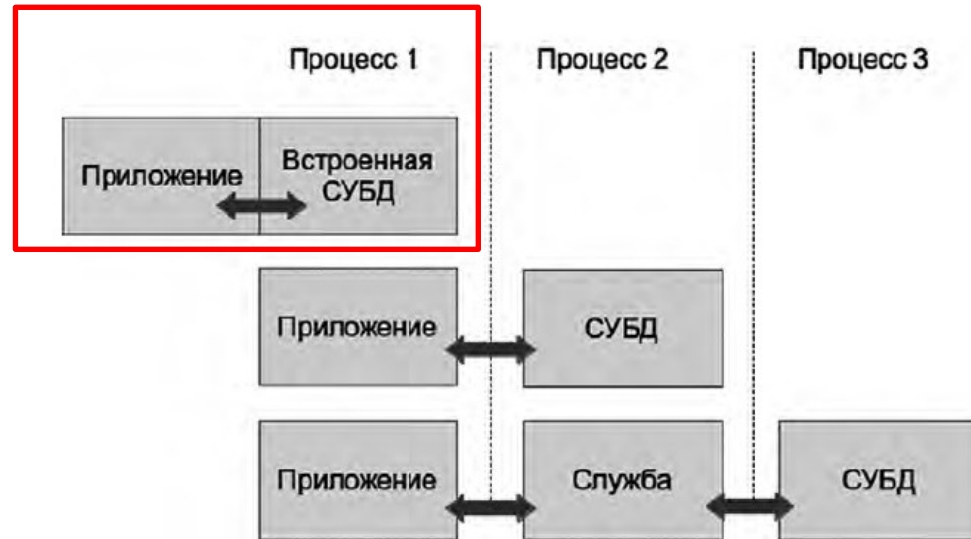 Процесс 1
Процесс 2
Процесс 3
Приложение
Встроенная
СУБД
Приложение
СУБД
Приложение
Служба
СУБД